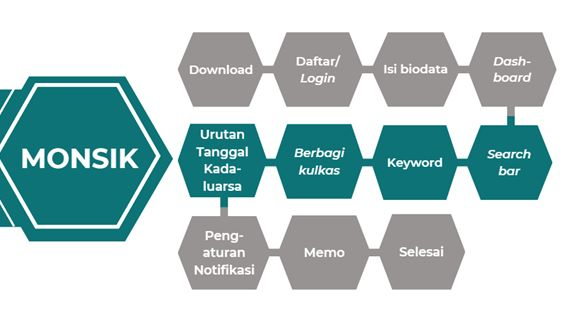 MONSIK
Download
Daftar/
Login
Isi biodata
Dash-
board
Urutan
Tanggal
Kada-
luarsa
Berbagi
kulkas
Keyword
Search
bar
Peng-
aturan
Notifikasi
Memo
Selesai